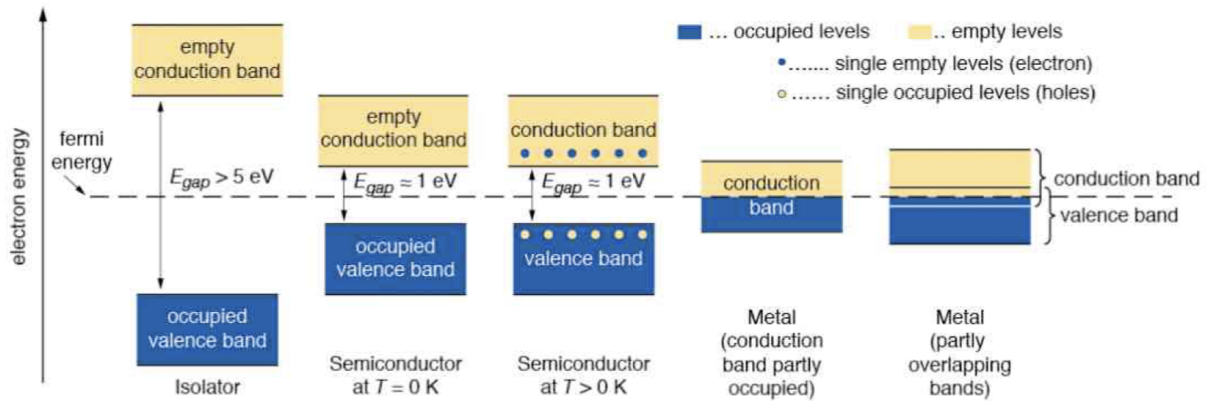 empty
conduction band
fermi
energy
electron energy
E_gap > 5 eV
occupied
valence band
Isolator
empty
conduction band
E_gap ≈ 1 eV
occupied
valence band
Semiconductor
at T = 0 K
conduction band
E_gap ≈ 1 eV
valence band
Semiconductor
at T > 0 K
... occupied levels
.. empty levels
....... single empty levels (electron)
...... single occupied levels (holes)
conduction
band
Metal
(conduction
band partly
occupied)
conduction band
valence band
Metal
(partly
overlapping
bands)